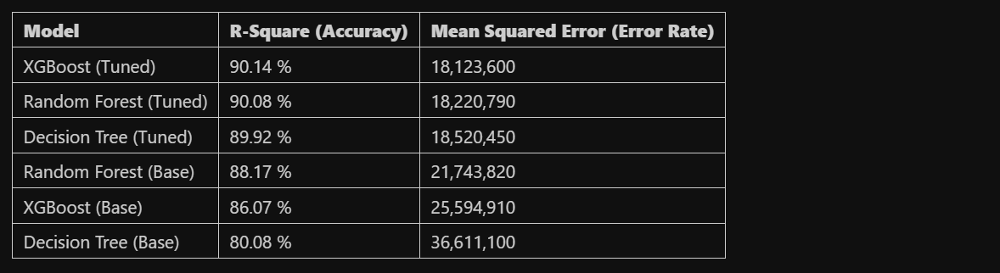 Model R-Square (Accuracy) Mean Squared Error (Error Rate)
XGBoost (Tuned) 90.14 % 18,123,600
Random Forest (Tuned) 90.08 % 18,220,790
Decision Tree (Tuned) 89.92 % 18,520,450
Random Forest (Base) 88.17 % 21,743,820
XGBoost (Base) 86.07 % 25,594,910
Decision Tree (Base) 80.08 % 36,611,100